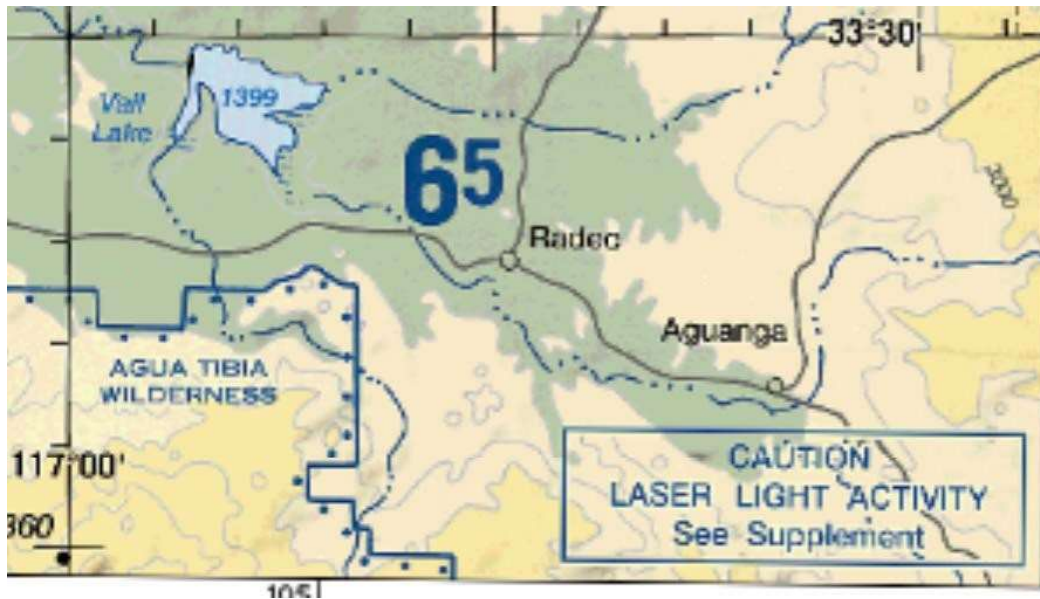 33°30'
Vail
Lake
1399
65
3000
Radec
Aguanga
AGUA TIBIA
WILDERNESS
117°00'
CAUTION
LASER LIGHT ACTIVITY
See Supplement
360
105